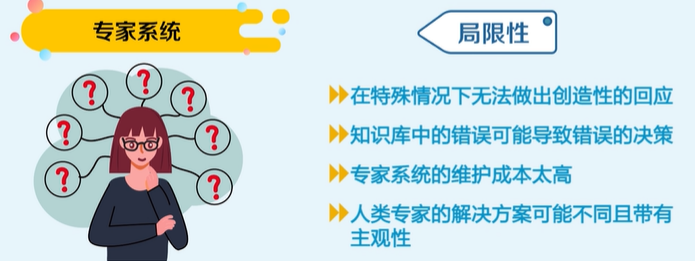 专家系统
局限性
在特殊情况下无法做出创造性的回应
知识库中的错误可能导致错误的决策
专家系统的维护成本太高
人类专家的解决方案可能不同且带有
主观性
?
?
?
?
?
?
?